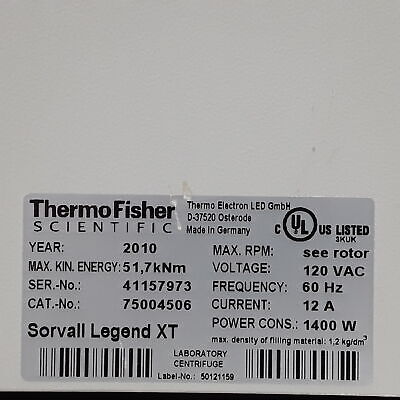 ThermoFisher
SCIENTIFIC
Thermo Electron LED GmbH
D-37520 Osterode
Made in Germany
C UL US LISTED
3KUK
YEAR: 2010
MAX. KIN. ENERGY: 51,7kNm
SER.-No.: 41157973
CAT.-No.: 75004506
Sorvall Legend XT
MAX. RPM: see rotor
VOLTAGE: 120 VAC
FREQUENCY: 60 Hz
CURRENT: 12 A
POWER CONS.: 1400 W
max. density of filling material: 1,2 kg/dm³
LABORATORY
CENTRIFUGE
Label-No.: 50121159